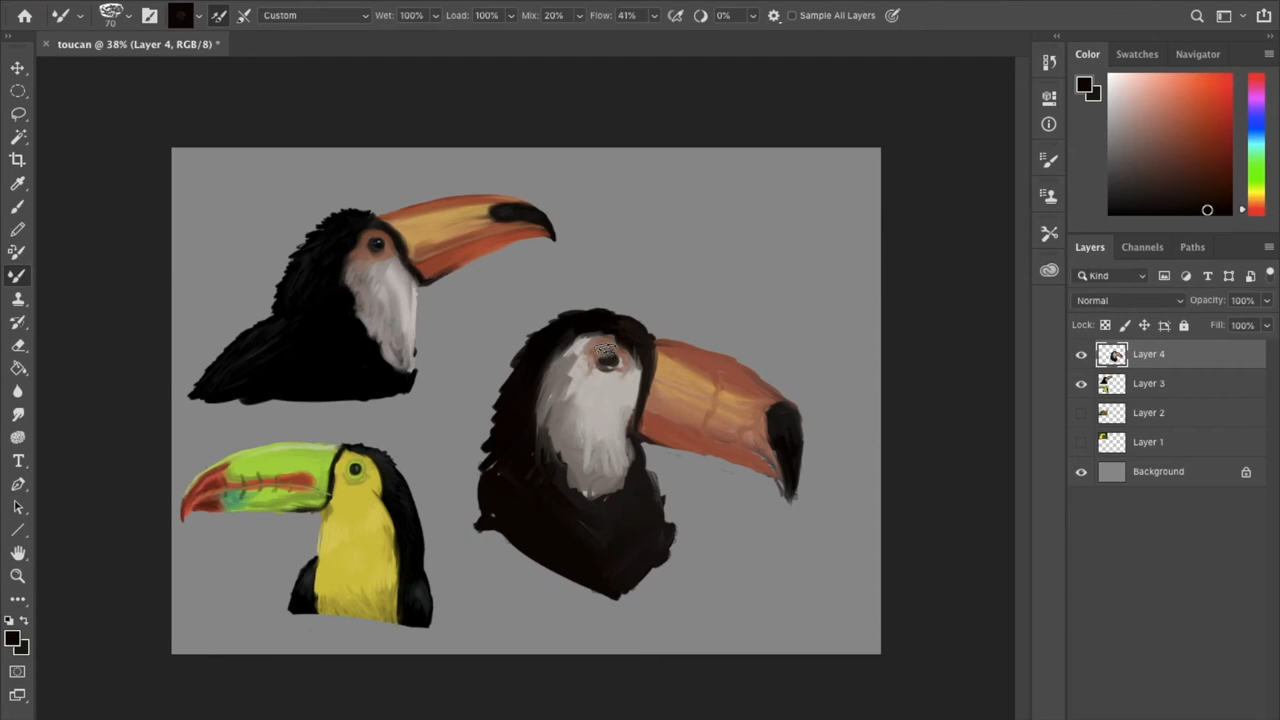 70
Custom
Wet: 100%
Load: 100%
Mix: 20%
Flow: 41%
0%
Sample All Layers
× toucan @ 38% (Layer 4, RGB/8) *
Color Swatches Navigator
Layers Channels Paths
Kind
Normal
Opacity: 100%
Lock:
Fill: 100%
Layer 4
Layer 3
Layer 2
Layer 1
Background